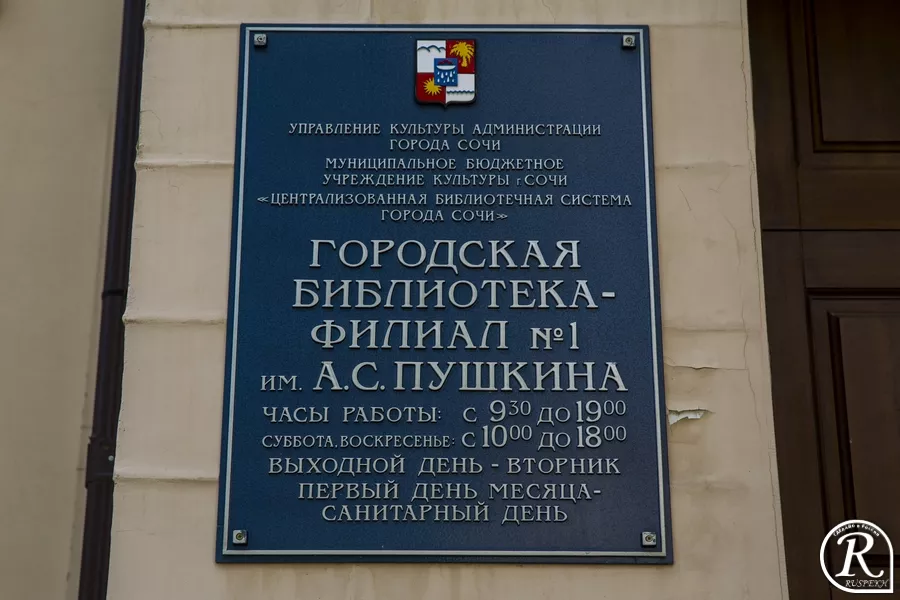 УПРАВЛЕНИЕ КУЛЬТУРЫ АДМИНИСТРАЦИИ
ГОРОДА СОЧИ
МУНИЦИПАЛЬНОЕ БЮДЖЕТНОЕ
УЧРЕЖДЕНИЕ КУЛЬТУРЫ г СОЧИ
«ЦЕНТРАЛИЗОВАННАЯ БИБЛИОТЕЧНАЯ СИСТЕМА
ГОРОДА СОЧИ»
ГОРОДСКАЯ
БИБЛИОТЕКА-
ФИЛИАЛ №1
ИМ. А.С. ПУШКИНА
ЧАСЫ РАБОТЫ: С 9³⁰ ДО 19⁰⁰
СУББОТА, ВОСКРЕСЕНЬЕ: С 10⁰⁰ ДО 18⁰⁰
ВЫХОДНОЙ ДЕНЬ - ВТОРНИК
ПЕРВЫЙ ДЕНЬ МЕСЯЦА-
САНИТАРНЫЙ ДЕНЬ
Сделано в России
R
RUSPEKH